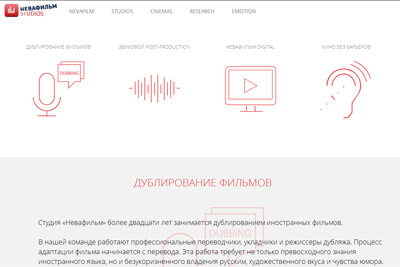 НЕВАФИЛЬМ
STUDIOS
NEVAFILM STUDIOS CINEMAS RESEARCH EMOTION
ДУБЛИРОВАНИЕ ФИЛЬМОВ ЗВУКОВОЙ POST-PRODUCTION НЕВАФИЛЬМ DIGITAL КИНО БЕЗ БАРЬЕРОВ
DUBBING
ДУБЛИРОВАНИЕ ФИЛЬМОВ
Студия «Невафильм» более двадцати лет занимается дублированием иностранных фильмов.
DUBBING
В нашей команде работают профессиональные переводчики, укладчики и режиссеры дубляжа. Процесс
адаптации фильма начинается с перевода. Эта работа требует не только превосходного знания
иностранного языка, но и безукоризненного владения русским, художественного вкуса и чувства юмора.